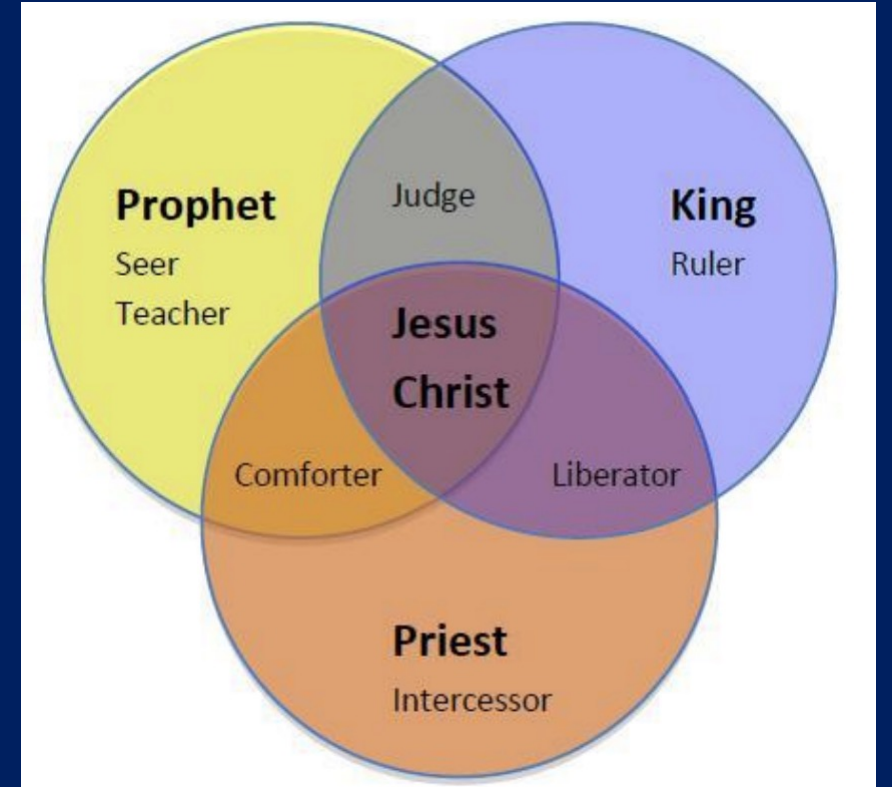 Prophet
Seer
Teacher
Judge
King
Ruler
Jesus
Christ
Comforter
Liberator
Priest
Intercessor